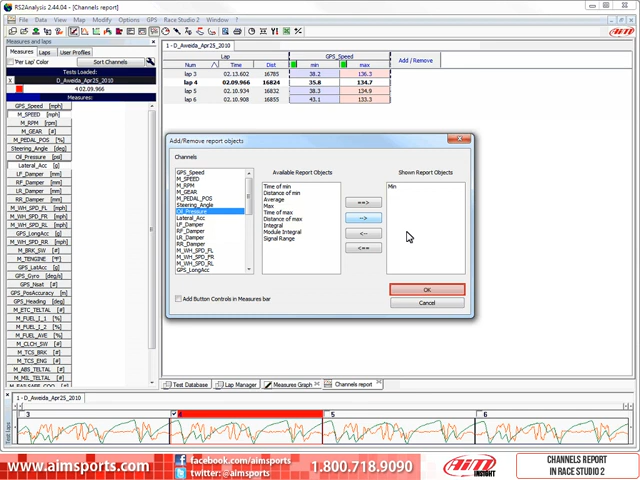 RS2Analysis 2.44.04 - [Channels report]
File View Map Modify Options GPS Race Studio 2 Window ?
Measures and laps
Measures Laps User Profiles
'Per Lap' Color Sort Channels
Tests Loaded:
X D_Aweida_Apr25_2010
4 02.09.966
Measures:
GPS_Speed [mph]
M_SPEED [mph]
M_RPM [rpm]
M_GEAR [#]
M_PEDAL_POS [%]
Steering_Angle [deg]
Oil_Pressure [psi]
Lateral_Acc [g]
LF_Damper [mm]
RF_Damper [mm]
LR_Damper [mm]
RR_Damper [mm]
M_WH_SPD_FL [mph]
M_WH_SPD_FR [mph]
M_WH_SPD_RL [mph]
GPS_LongAcc [g]
M_WH_SPD_RR [mph]
M_BRK_SW [#]
M_TENGINE [°F]
GPS_LatAcc [g]
GPS_Gyro [deg/s]
GPS_Nsat [#]
GPS_PosAccuracy [m]
GPS_Heading [deg]
M_ETC_TELTALE [#]
M_FUEL_I_1 [#]
M_FUEL_I_2 [#]
M_FUEL_AVE [#]
M_CLCH_SW [#]
M_TCS_BRK [#]
M_TCS_ENG [#]
M_ABS_TELTAL [#]
M_MIL_TELTAL [#]
1 - D_Aweida_Apr25_2010
Lap GPS_Speed Add / Remove
Num Time Dist min max
lap 3 02.13.602 16785 38.2 136.3
lap 4 02.09.966 16824 35.8 134.7
lap 5 02.10.934 16832 38.3 134.9
lap 6 02.10.908 16855 43.1 133.3
Add/Remove report objects
Channels
GPS_Speed
M_SPEED
M_RPM
M_GEAR
M_PEDAL_POS
Steering_Angle
Oil_Pressure
Lateral_Acc
LF_Damper
RF_Damper
LR_Damper
RR_Damper
M_WH_SPD_FL
M_WH_SPD_FR
M_WH_SPD_RL
GPS_LongAcc
Available Report Objects
Time of min
Distance of min
Average
Max
Time of max
Distance of max
Integral
Module Integral
Signal Range
==>
-->
<--
<==
Shown Report Objects
Min
Add Button Controls in Measures bar
OK
Cancel
Test Database Lap Manager Measures Graph Channels report
1 - D_Aweida_Apr25_2010
Test laps
3 4 5 6
www.aimsports.com
facebook.com/aimsports
twitter: @aimsports
1.800.718.9090
AIM
INSIGHT
CHANNELS REPORT
IN RACE STUDIO 2